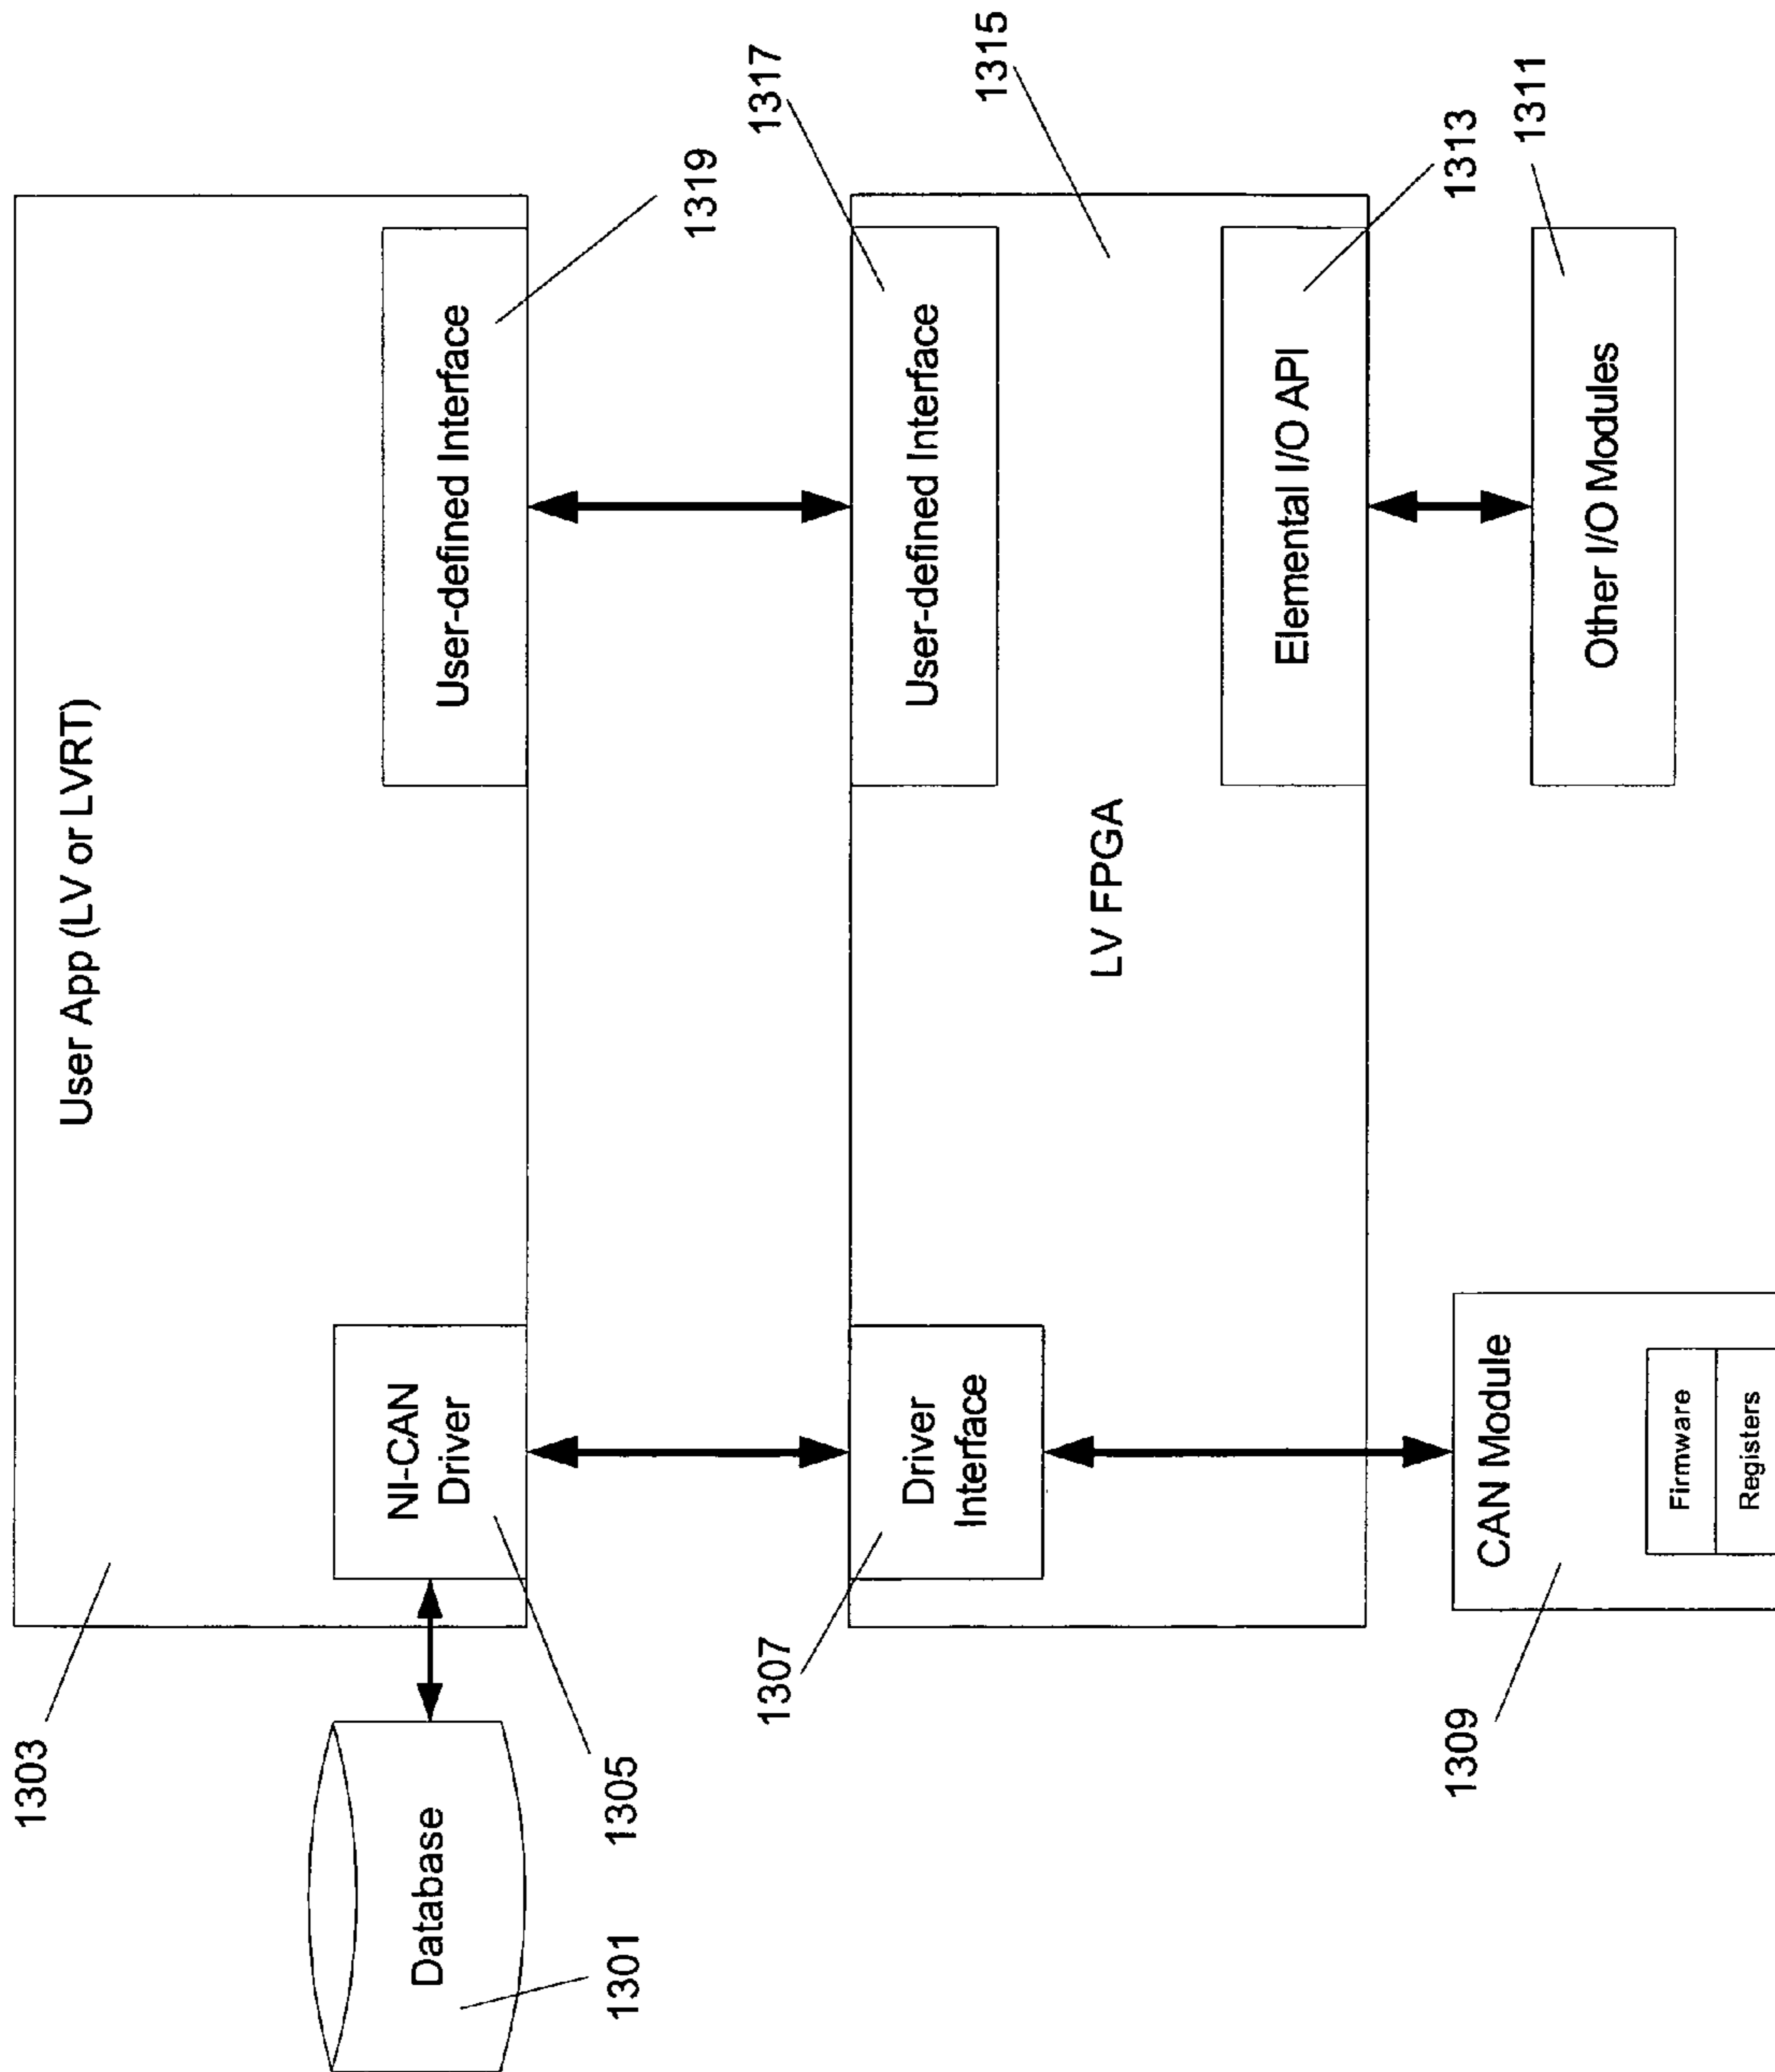 1303
User App (LV or LVRT)
Database
1301
NI-CAN
Driver
1305
User-defined Interface
1319
1307
Driver
Interface
User-defined Interface
1317
LV FPGA
1315
Elemental I/O API
1313
1309
CAN Module
Firmware
Registers
Other I/O Modules
1311